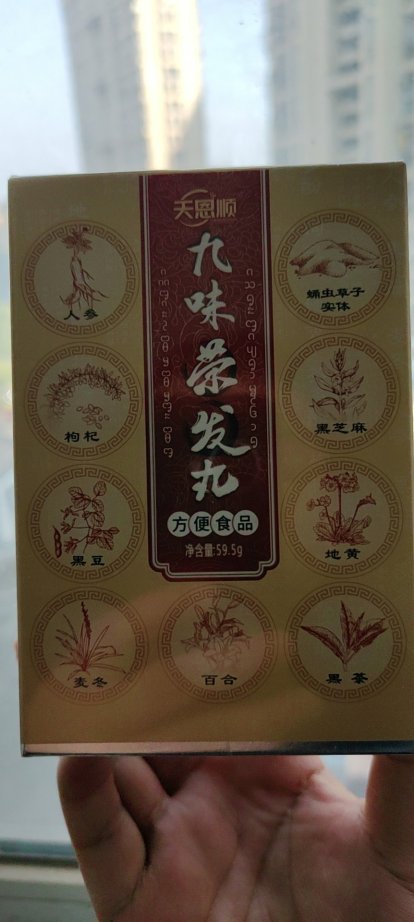 天恩顺
九味荣发丸
方便食品
净含量:59.5g
人参
枸杞
黑豆
麦冬
百合
蛹虫草子
实体
黑芝麻
地黄
黑茶